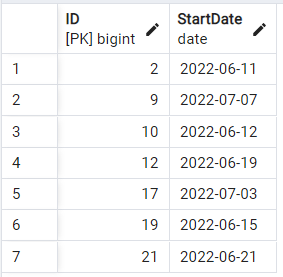 ID StartDate
[PK] bigint date
1 2 2022-06-11
2 9 2022-07-07
3 10 2022-06-12
4 12 2022-06-19
5 17 2022-07-03
6 19 2022-06-15
7 21 2022-06-21